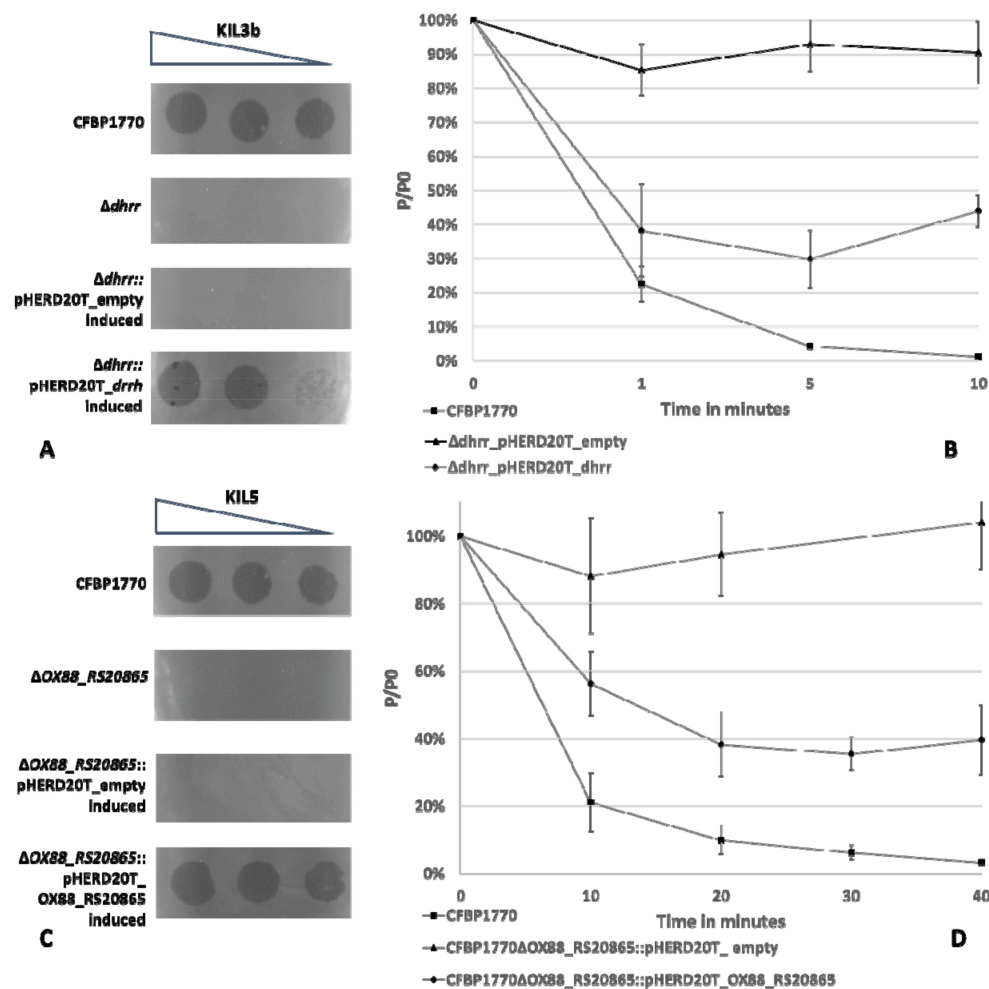 KIL3b
CFBP1770
Δdhrr
Δdhrr::
pHERD20T_empty
induced
Δdhrr::
pHERD20T_drrh
induced
A
100%
90%
80%
70%
60%
50%
40%
30%
20%
10%
0%
P/P0
0 1 5 10
Time in minutes
CFBP1770
Δdhrr_pHERD20T_empty
Δdhrr_pHERD20T_dhrr
B
KIL5
CFBP1770
ΔOX88_RS20865
ΔOX88_RS20865::
pHERD20T_empty
induced
ΔOX88_RS20865::
pHERD20T_
OX88_RS20865
induced
C
100%
80%
60%
40%
20%
0%
P/P0
0 10 20 30 40
Time in minutes
CFBP1770
CFBP1770ΔOX88_RS20865::pHERD20T_ empty
CFBP1770ΔOX88_RS20865::pHERD20T_OX88_RS20865
D